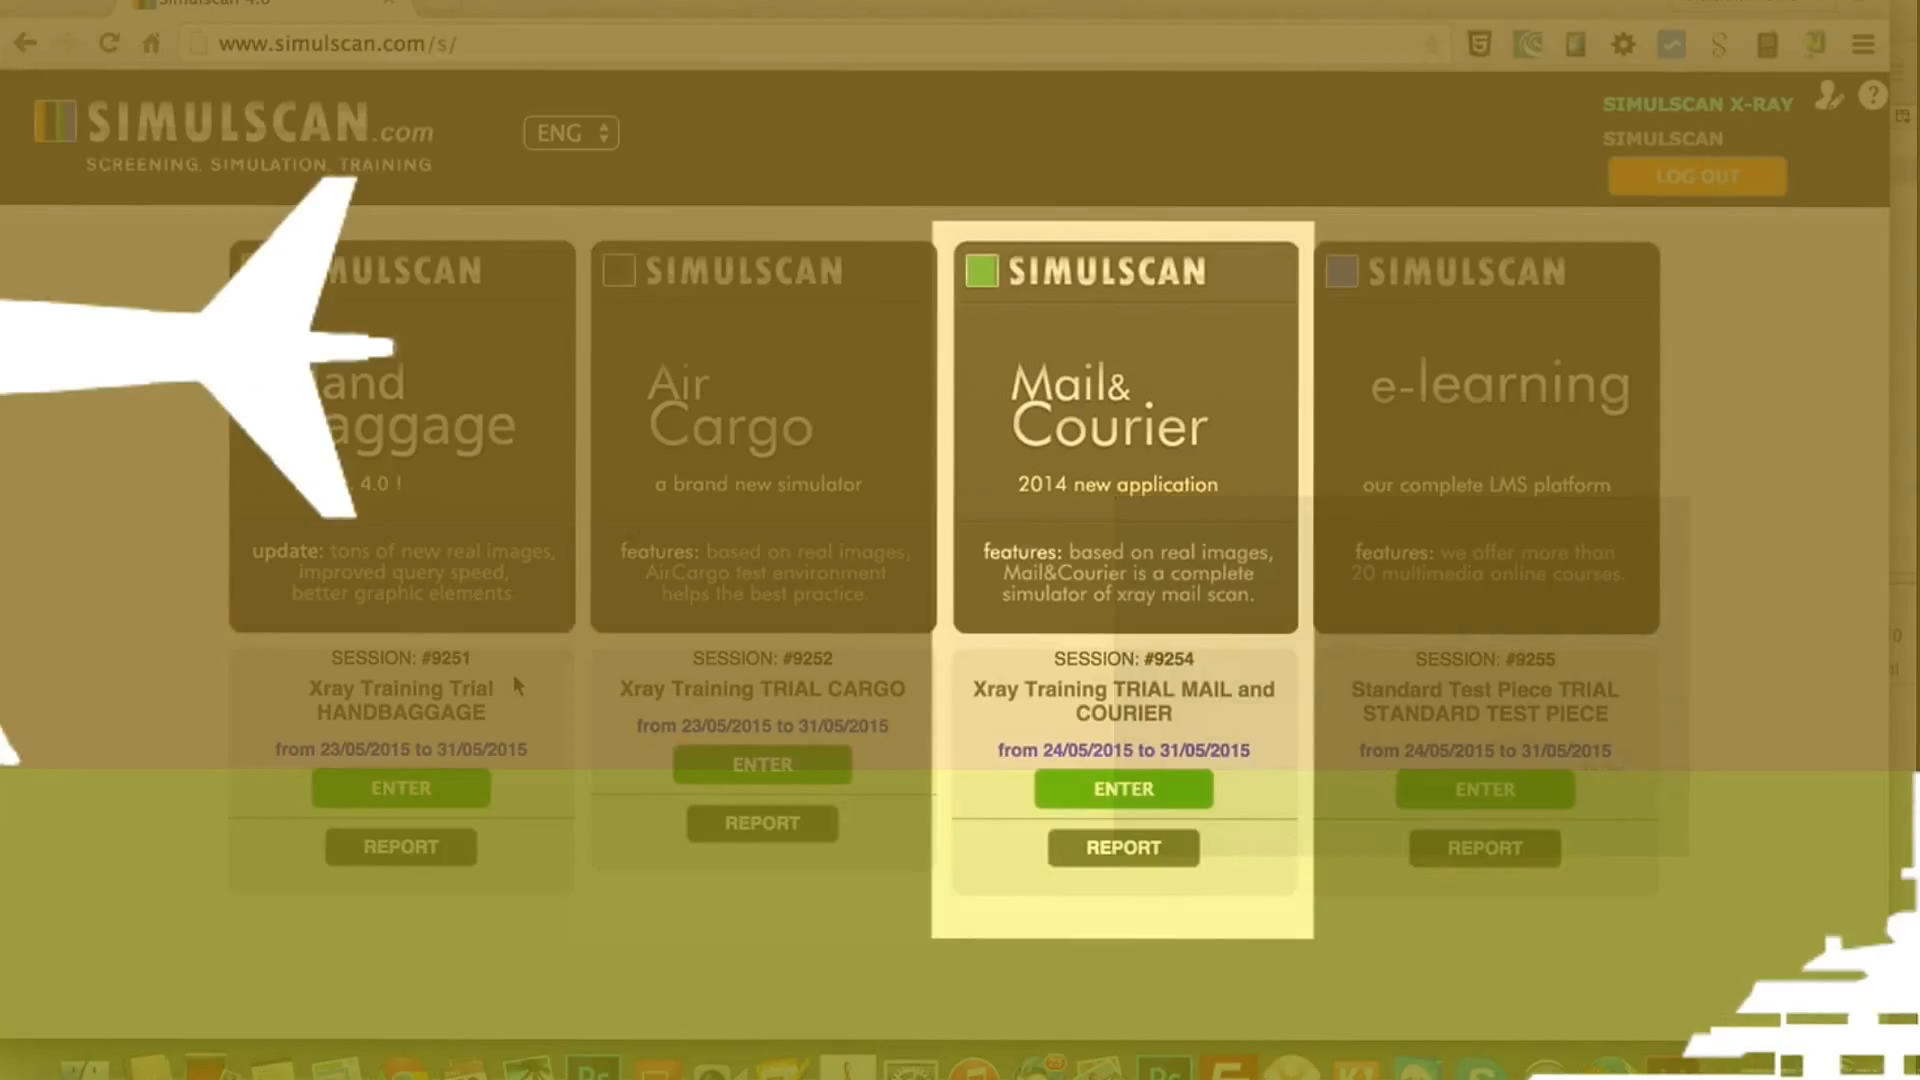 Simulscan 4.0
www.simulscan.com/s/
SIMULSCAN.com
SCREENING. SIMULATION. TRAINING
ENG
SIMULSCAN X-RAY
SIMULSCAN
LOG OUT
MULSCAN
and
aggage
. 4.0 !
update: tons of new real images,
improved query speed,
better graphic elements.
SESSION: #9251
Xray Training Trial
HANDBAGGAGE
from 23/05/2015 to 31/05/2015
ENTER
REPORT
SIMULSCAN
Air
Cargo
a brand new simulator
features: based on real images,
AirCargo test environment
helps the best practice.
SESSION: #9252
Xray Training TRIAL CARGO
from 23/05/2015 to 31/05/2015
ENTER
REPORT
SIMULSCAN
Mail&
Courier
2014 new application
features: based on real images,
Mail&Courier is a complete
simulator of xray mail scan.
SESSION: #9254
Xray Training TRIAL MAIL and
COURIER
from 24/05/2015 to 31/05/2015
ENTER
REPORT
SIMULSCAN
e-learning
our complete LMS platform
features: we offer more than
20 multimedia online courses.
SESSION: #9255
Standard Test Piece TRIAL
STANDARD TEST PIECE
from 24/05/2015 to 31/05/2015
ENTER
REPORT